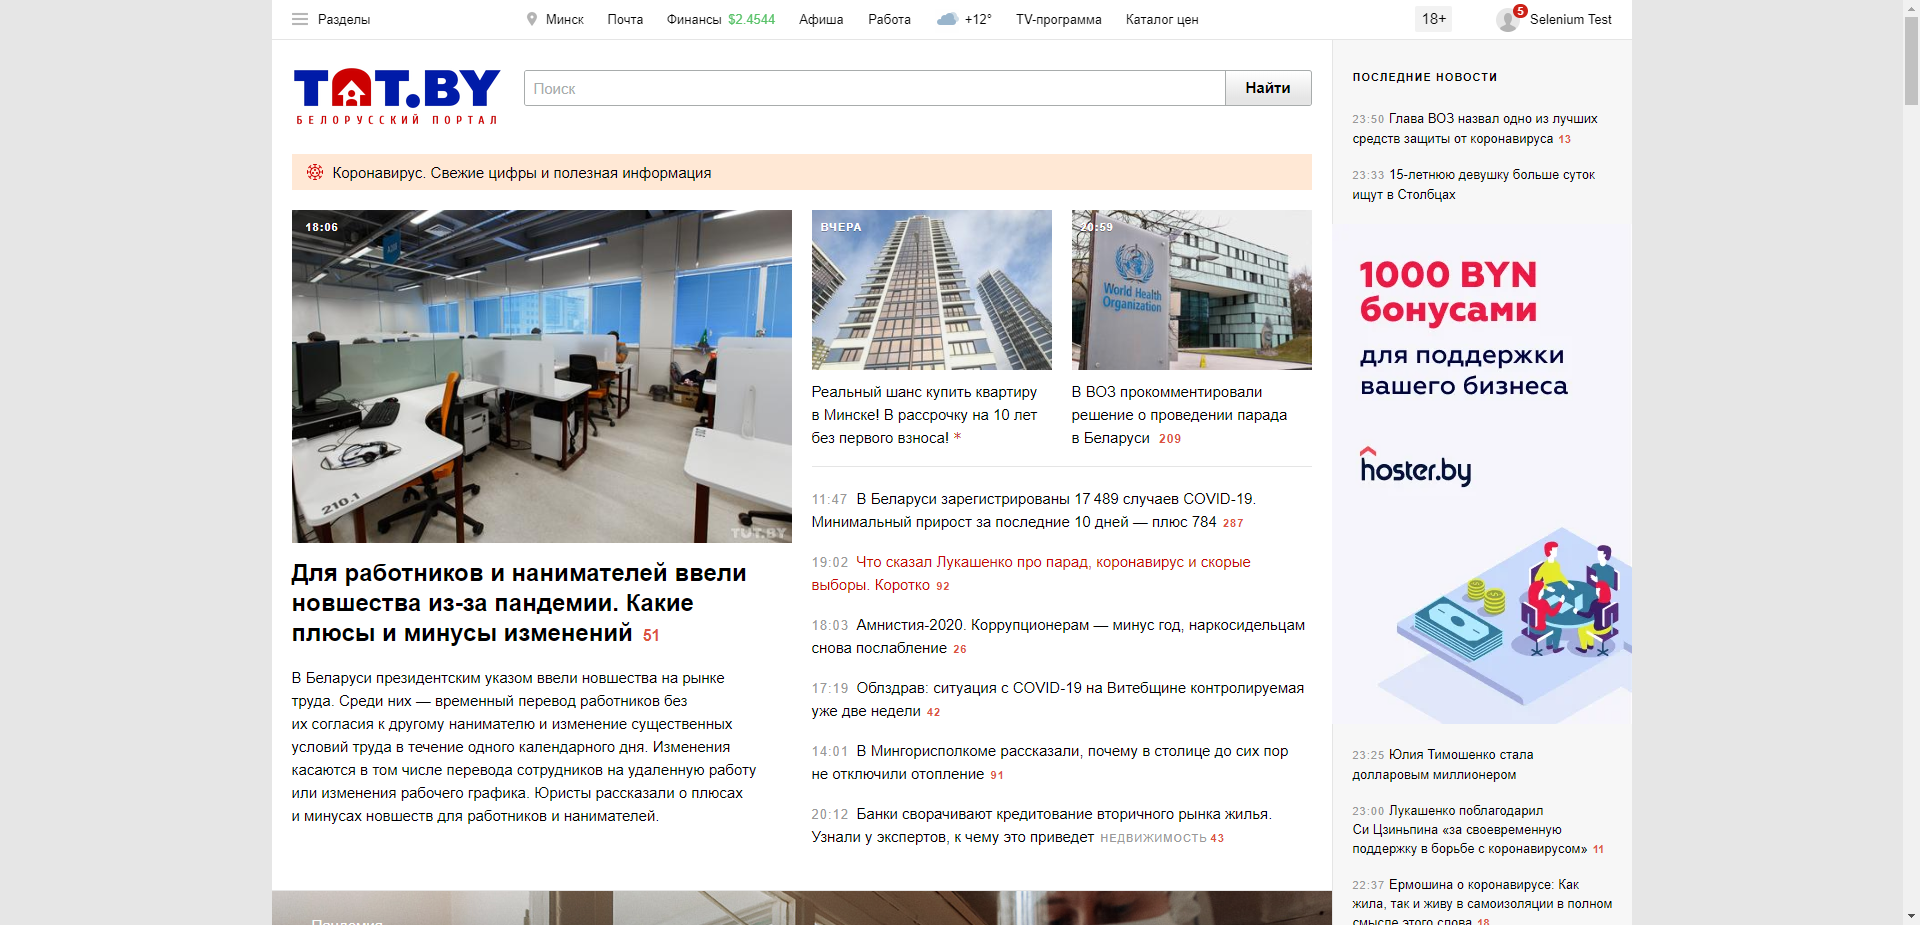 Разделы
Минск
Почта
Финансы $2.4544
Афиша
Работа
+12°
TV-программа
Каталог цен
18+
5
Selenium Test
TUT.BY
БЕЛОРУССКИЙ ПОРТАЛ
Поиск
Найти
Коронавирус. Свежие цифры и полезная информация
18:06
210.1
TUT.BY
Для работников и нанимателей ввели
новшества из-за пандемии. Какие
плюсы и минусы изменений 51
В Беларуси президентским указом ввели новшества на рынке
труда. Среди них — временный перевод работников без
их согласия к другому нанимателю и изменение существенных
условий труда в течение одного календарного дня. Изменения
касаются в том числе перевода сотрудников на удаленную работу
или изменения рабочего графика. Юристы рассказали о плюсах
и минусах новшеств для работников и нанимателей.
ВЧЕРА
Реальный шанс купить квартиру
в Минске! В рассрочку на 10 лет
без первого взноса! *
20:59
World Health
Organization
В ВОЗ прокомментировали
решение о проведении парада
в Беларуси 209
11:47 В Беларуси зарегистрированы 17 489 случаев COVID-19.
Минимальный прирост за последние 10 дней — плюс 784 287
19:02 Что сказал Лукашенко про парад, коронавирус и скорые
выборы. Коротко 92
18:03 Амнистия-2020. Коррупционерам — минус год, наркосидельцам
снова послабление 26
17:19 Облздрав: ситуация с COVID-19 на Витебщине контролируемая
уже две недели 42
14:01 В Мингорисполкоме рассказали, почему в столице до сих пор
не отключили отопление 91
20:12 Банки сворачивают кредитование вторичного рынка жилья.
Узнали у экспертов, к чему это приведет НЕДВИЖИМОСТЬ 43
Пандемия
ПОСЛЕДНИЕ НОВОСТИ
23:50 Глава ВОЗ назвал одно из лучших
средств защиты от коронавируса 13
23:33 15-летнюю девушку больше суток
ищут в Столбцах
1000 BYN
бонусами
для поддержки
вашего бизнеса
hoster.by
23:25 Юлия Тимошенко стала
долларовым миллионером
23:00 Лукашенко поблагодарил
Си Цзиньпина «за своевременную
поддержку в борьбе с коронавирусом» 11
22:37 Ермошина о коронавирусе: Как
жила, так и живу в самоизоляции в полном
смысле этого слова 18